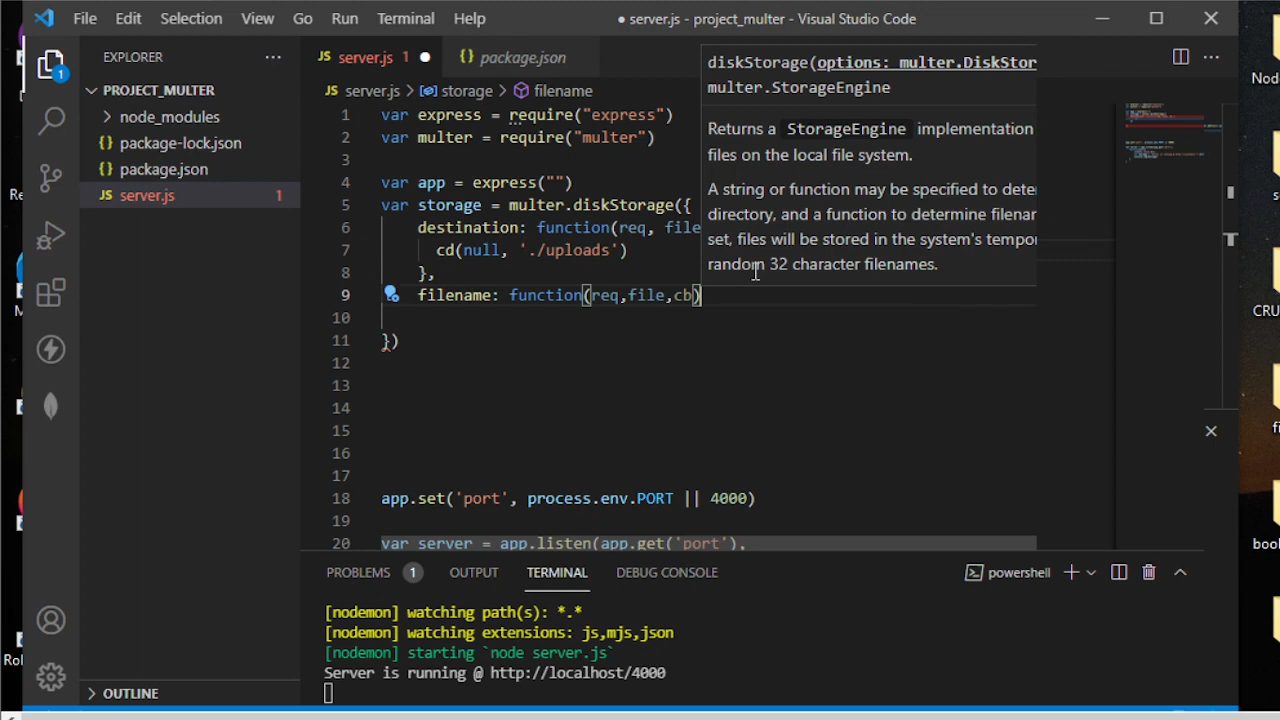 File Edit Selection View Go Run Terminal Help ● server.js - project_multer - Visual Studio Code
EXPLORER ...
JS server.js 1 ●
{} package.json
1
PROJECT_MULTER
node_modules
{} package-lock.json
{} package.json
JS server.js 1
OUTLINE
JS server.js > storage > filename
1 var express = require("express")
2 var multer = require("multer")
3
4 var app = express("")
5 var storage = multer.diskStorage({
6 destination: function(req, file
7 cd(null, './uploads')
8 },
9 filename: function(req,file,cb)
10
11 })
12
13
14
15
16
17
18 app.set('port', process.env.PORT || 4000)
19
20 var server = app.listen(app.get('port'),
diskStorage(options: multer.DiskStor
multer.StorageEngine
Returns a StorageEngine implementation
files on the local file system.
A string or function may be specified to dete
directory, and a function to determine filenar
set, files will be stored in the system's tempo
random 32 character filenames.
PROBLEMS 1 OUTPUT TERMINAL DEBUG CONSOLE powershell
[nodemon] watching path(s): *.*
[nodemon] watching extensions: js,mjs,json
[nodemon] starting `node server.js`
Server is running @ http://localhost/4000
Nod
CRU
fi
boo
Re
M
Rol